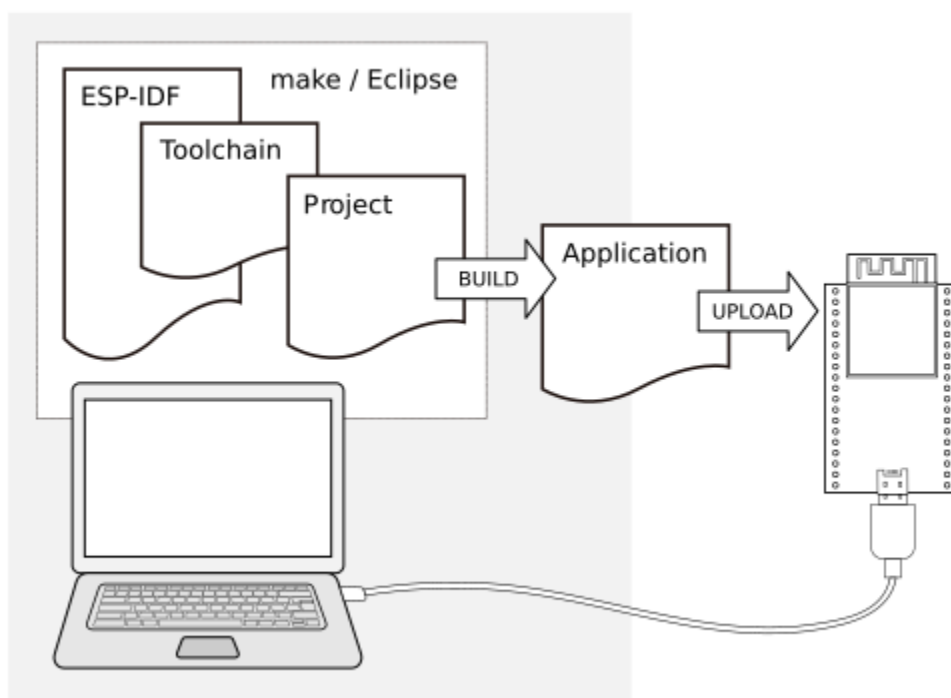 make / Eclipse
ESP-IDF
Toolchain
Project
BUILD
Application
UPLOAD